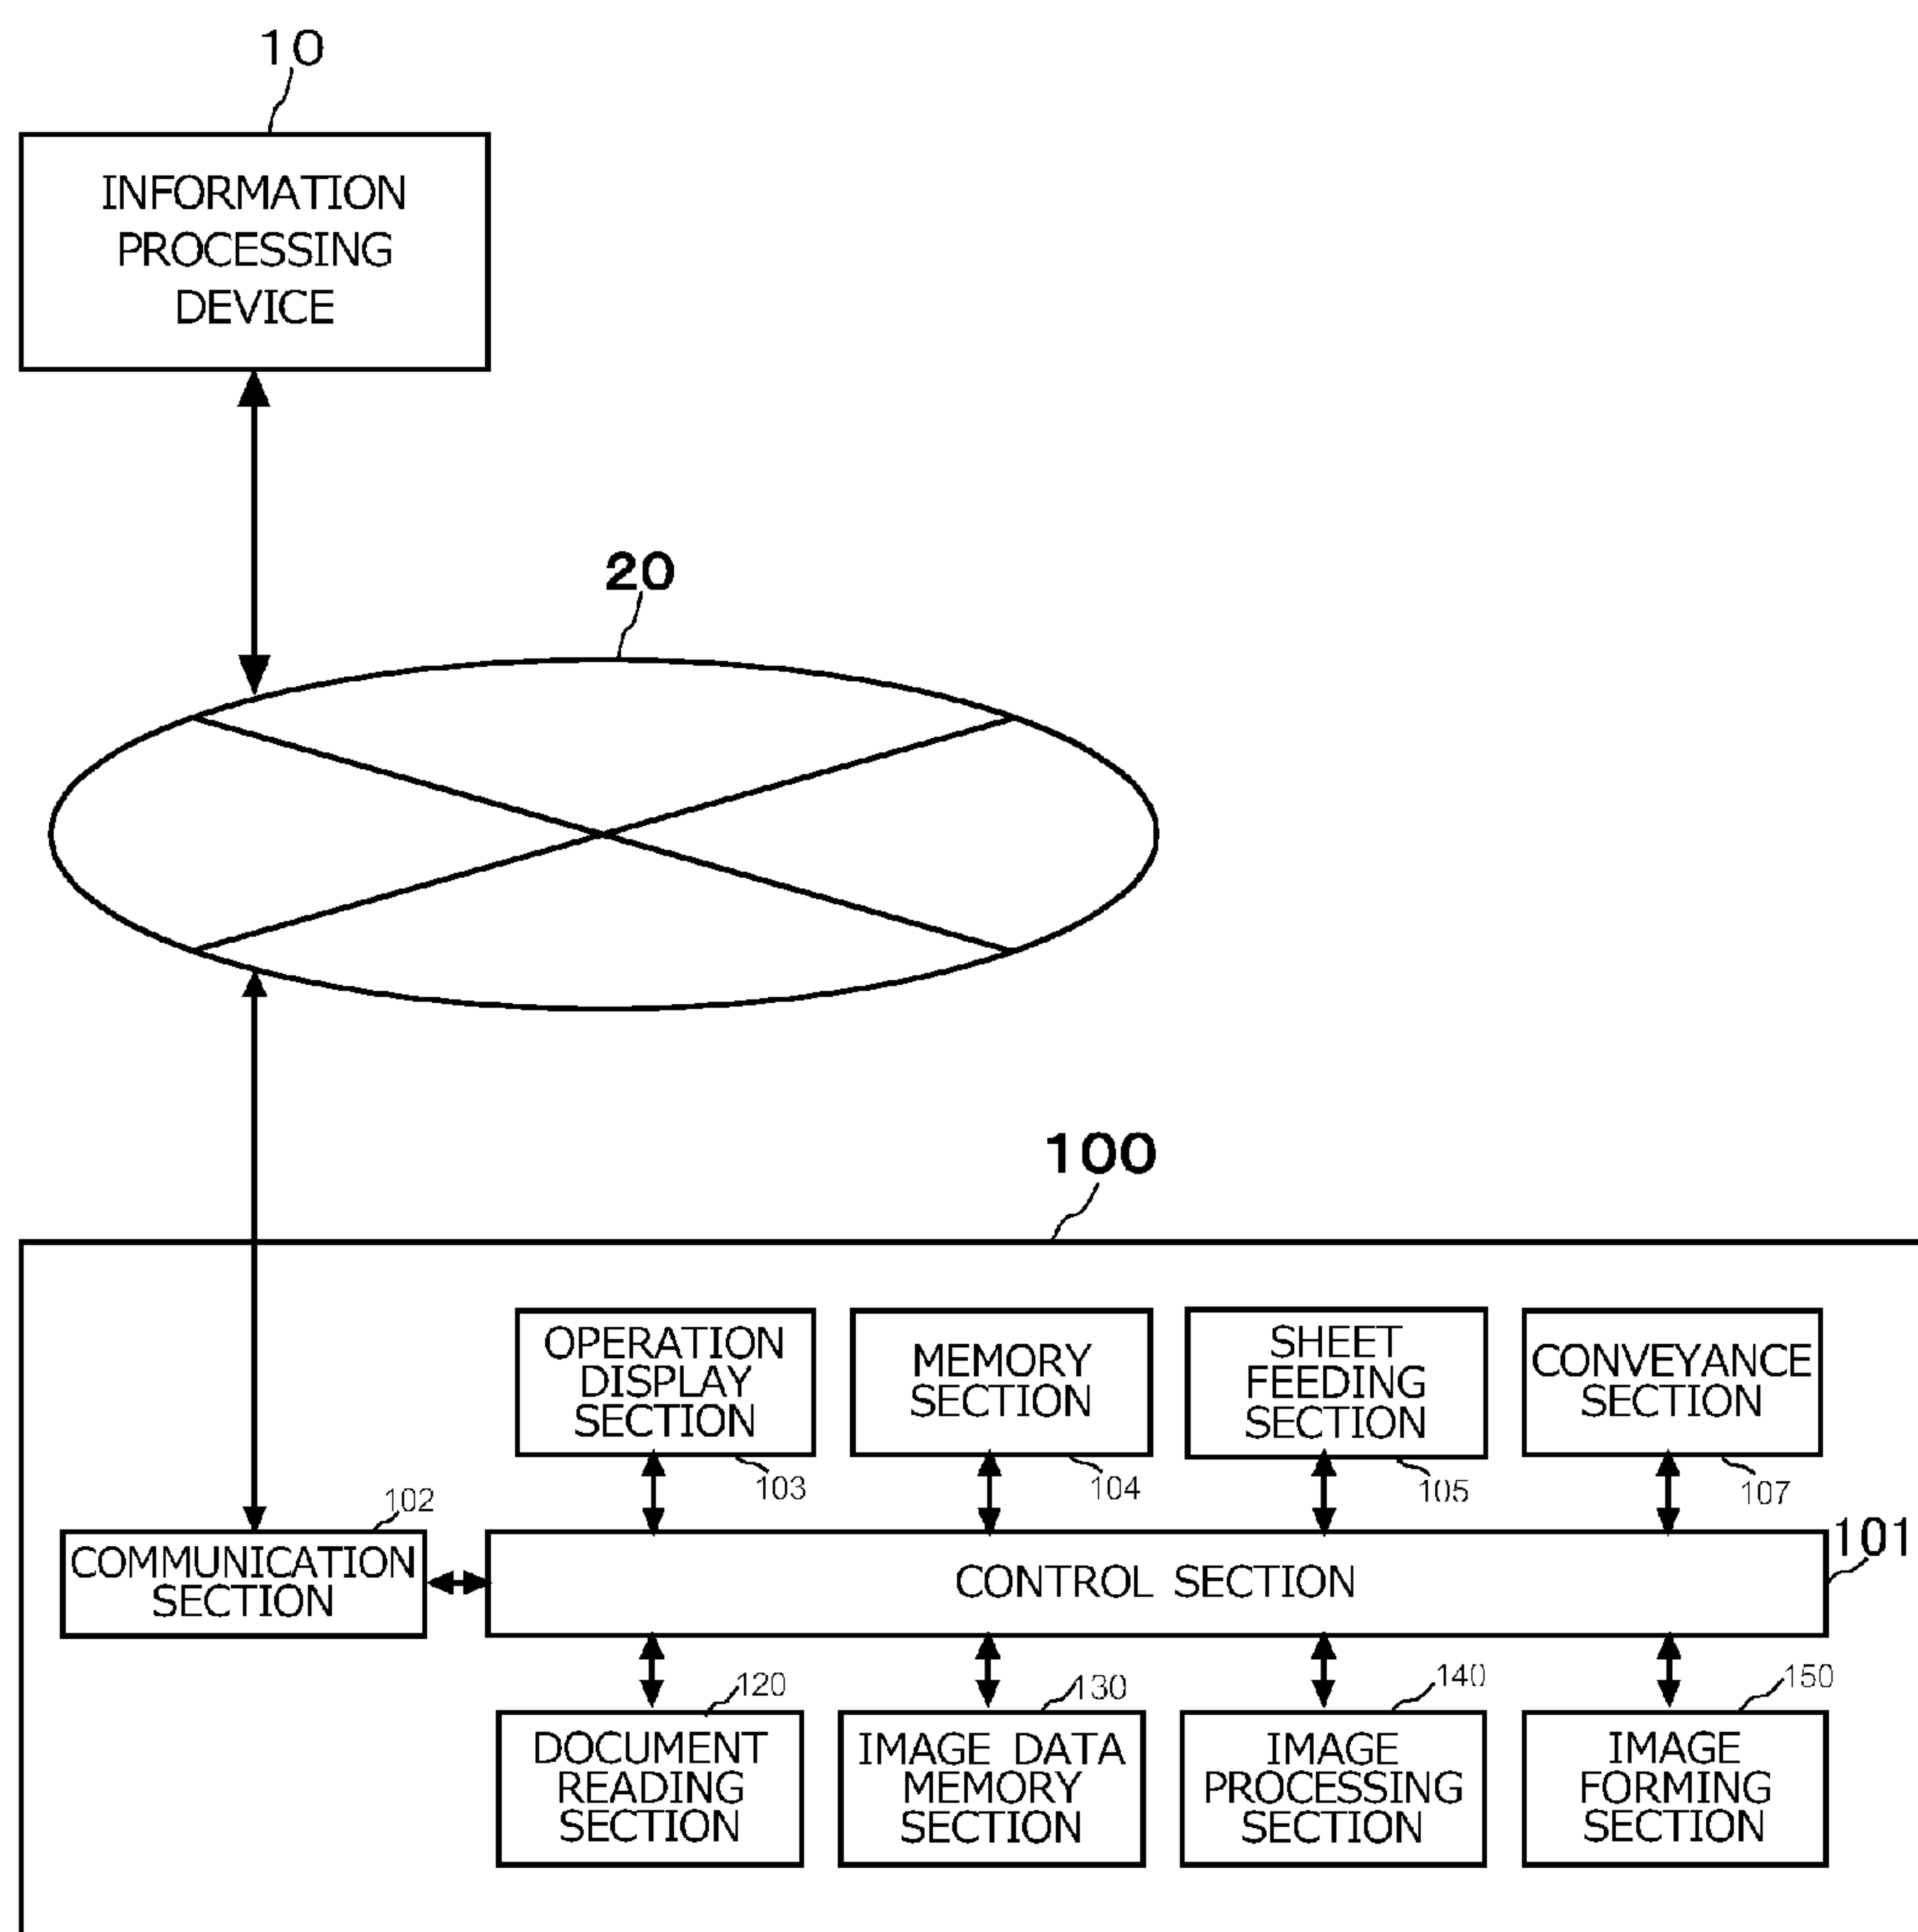 10
INFORMATION
PROCESSING
DEVICE
20
100
OPERATION
DISPLAY
SECTION
103
MEMORY
SECTION
104
SHEET
FEEDING
SECTION
105
CONVEYANCE
SECTION
107
102
COMMUNICATION
SECTION
CONTROL SECTION
101
120
DOCUMENT
READING
SECTION
130
IMAGE DATA
MEMORY
SECTION
140
IMAGE
PROCESSING
SECTION
150
IMAGE
FORMING
SECTION